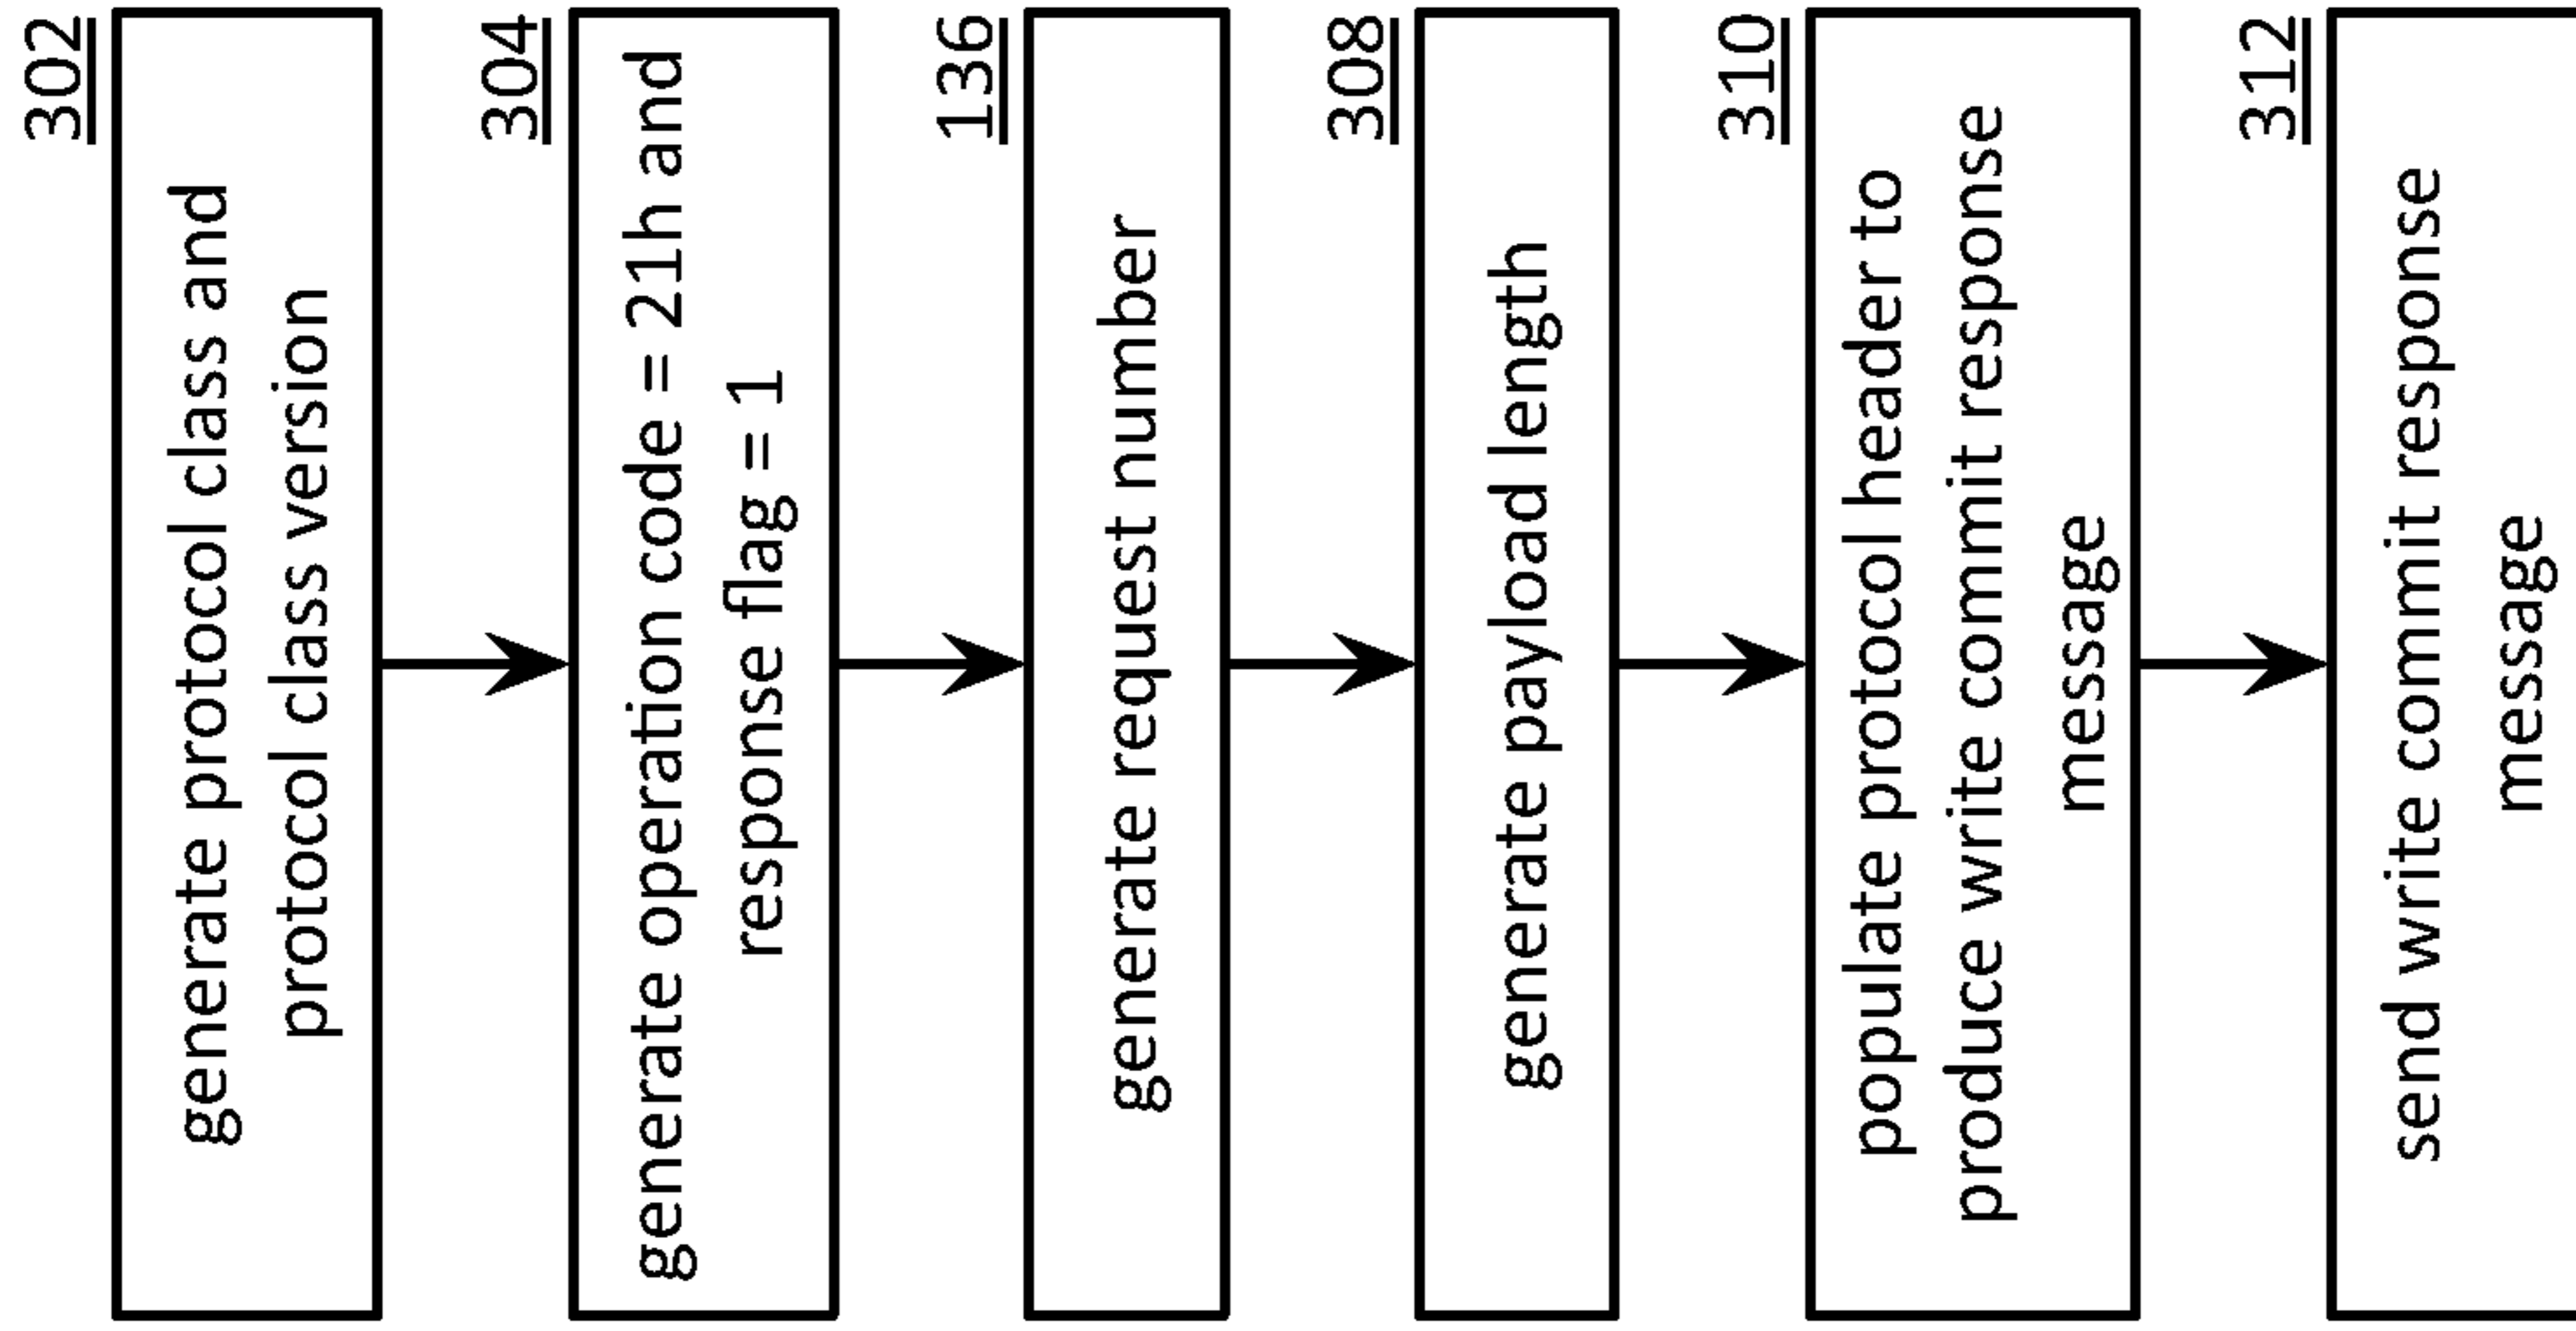 302
generate protocol class and
protocol class version
304
generate operation code = 21h and
response flag = 1
136
generate request number
308
generate payload length
310
populate protocol header to
produce write commit response
message
312
send write commit response
message